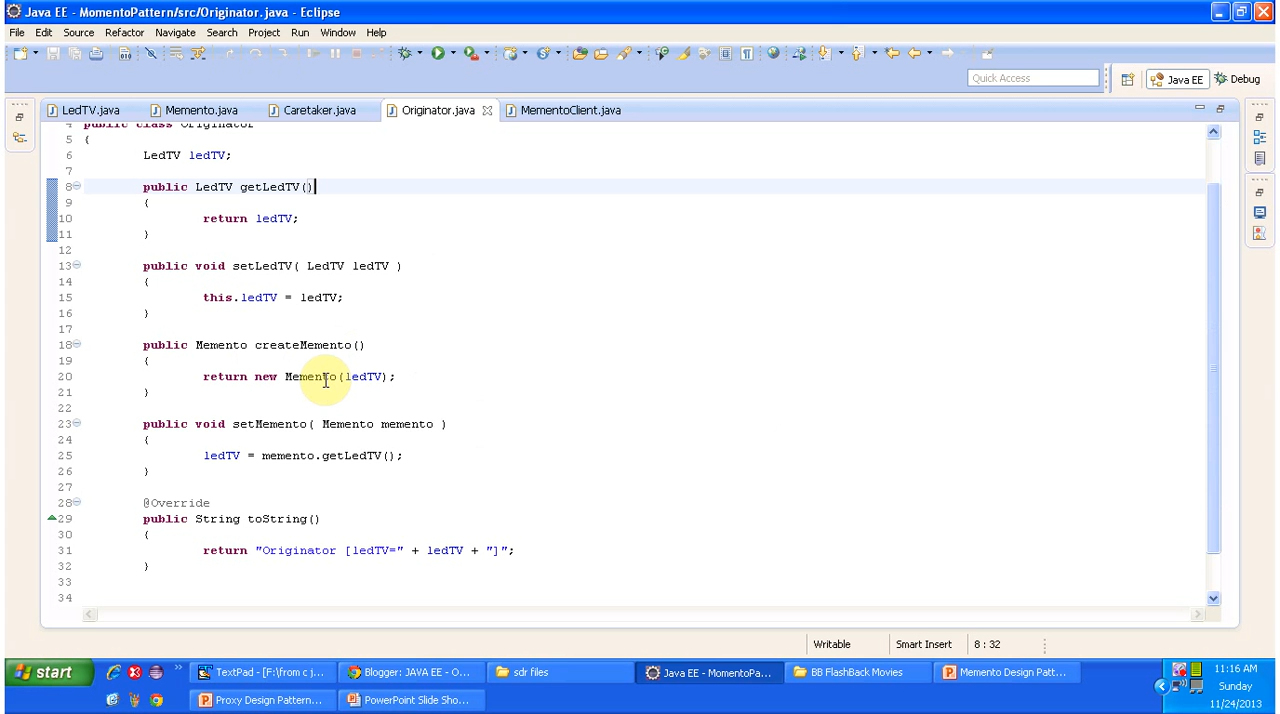 Java EE - MomentoPattern/src/Originator.java - Eclipse
File Edit Source Refactor Navigate Search Project Run Window Help
Quick Access Java EE Debug
LedTV.java Memento.java Caretaker.java Originator.java MementoClient.java
4 public class Originator
5 {
6 LedTV ledTV;
7
8 public LedTV getLedTV()
9 {
10 return ledTV;
11 }
12
13 public void setLedTV( LedTV ledTV )
14 {
15 this.ledTV = ledTV;
16 }
17
18 public Memento createMemento()
19 {
20 return new Memento(ledTV);
21 }
22
23 public void setMemento( Memento memento )
24 {
25 ledTV = memento.getLedTV();
26 }
27
28 @Override
29 public String toString()
30 {
31 return "Originator [ledTV=" + ledTV + "]";
32 }
33
34
Writable Smart Insert 8 : 32
start TextPad - [F:\from c j... Blogger: JAVA EE - O... sdr files Java EE - MomentoPa... BB FlashBack Movies Memento Design Patt... 11:16 AM
Sunday
Proxy Design Pattern... PowerPoint Slide Sho... 11/24/2013